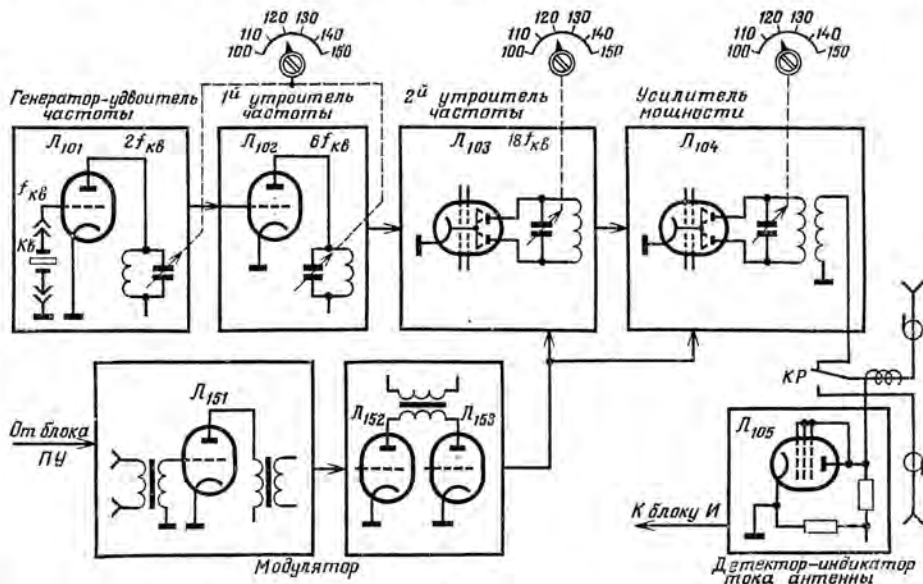 120 130
110 140
100 150
120 130
110 140
100 150
120 130
110 140
100 150
Генератор-удвоитель
частоты
1й утроитель
частоты
2й утроитель
частоты
Усилитель
мощности
Л101 2fкв
Л102 6fкв
Л103 18fкв
Л104
fкв
Кв
КР
От блока
ПУ
Л151
Л152 Л153
Л105
К блоку И
Модулятор
Детектор-индикатор
тока антенны